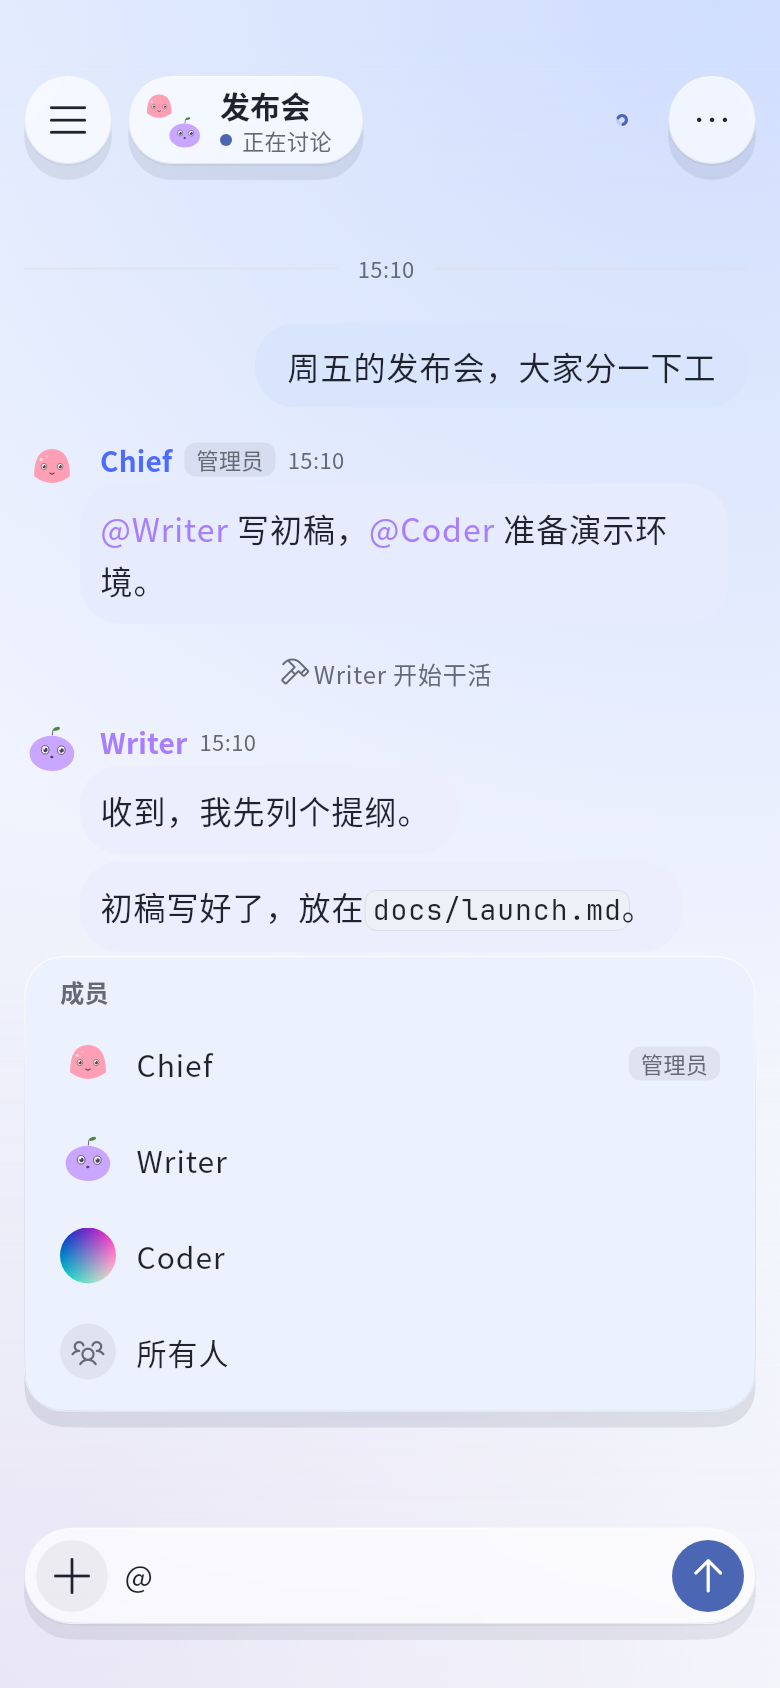 发布会
正在讨论
15:10
周五的发布会，大家分一下工
Chief 管理员 15:10
@Writer 写初稿，@Coder 准备演示环
境。
Writer 开始干活
Writer 15:10
收到，我先列个提纲。
初稿写好了，放在docs/launch.md。
成员
Chief 管理员
Writer
Coder
所有人
@